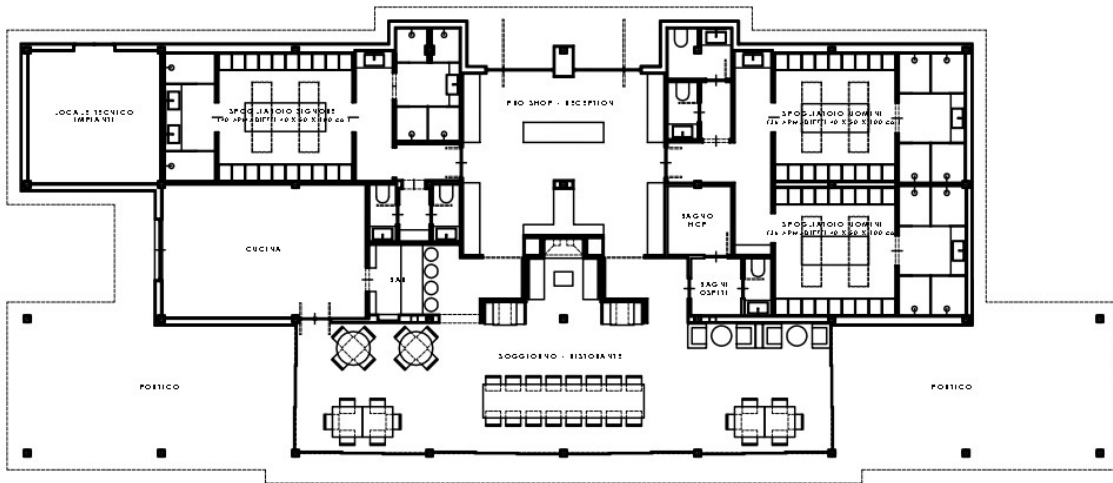 LOCALE TECNICO
IMPIANTI
SPOGLIATOIO SIGNORE
PRO SHOP - RECEPTION
SPOGLIATOIO UOMINI
SPOGLIATOIO UOMINI
BAGNO
HCP
CUCINA
BAR
BAGNI
OSPITI
SOGGIORNO - RISTORANTE
PORTICO
PORTICO